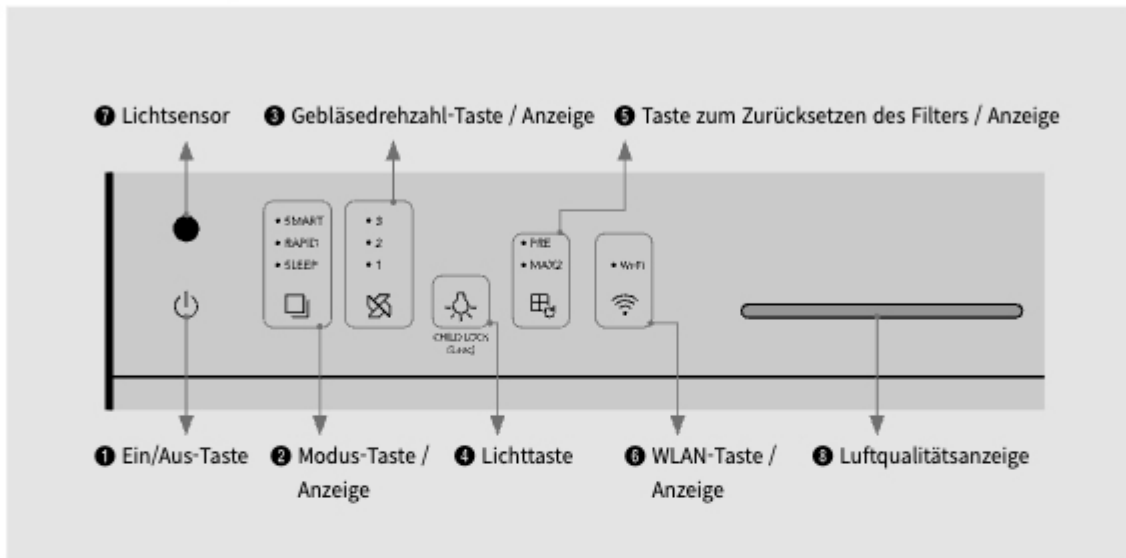 ❼ Lichtsensor
❸ Gebläsedrehzahl-Taste / Anzeige
❺ Taste zum Zurücksetzen des Filters / Anzeige
• SMART
• RAPID
• SLEEP
• 3
• 2
• 1
CHILD LOCK
(3 sec)
• PRE
• MAX2
• Wi-Fi
❶ Ein/Aus-Taste
❷ Modus-Taste /
Anzeige
❹ Lichttaste
❻ WLAN-Taste /
Anzeige
❽ Luftqualitätsanzeige